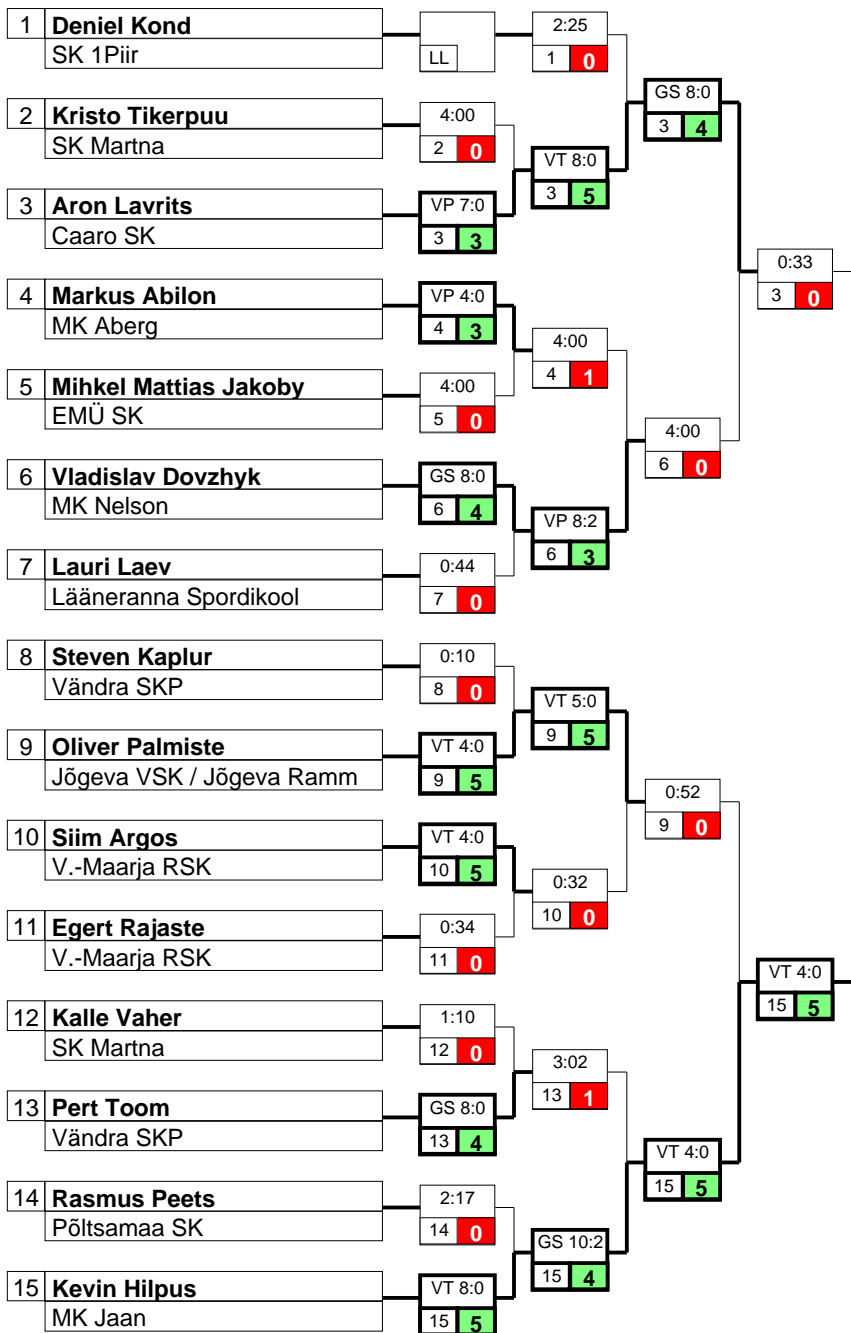 1 Deniel Kond
SK 1Piir
LL
2:25
1 0
GS 8:0
3 4
2 Kristo Tikerpuu
SK Martna
4:00
2 0
VT 8:0
3 5
3 Aron Lavrits
Caaro SK
VP 7:0
3 3
0:33
3 0
4 Markus Abilon
MK Aberg
VP 4:0
4 3
4:00
4 1
5 Mihkel Mattias Jakoby
EMÜ SK
4:00
5 0
4:00
6 0
6 Vladislav Dovzhyk
MK Nelson
GS 8:0
6 4
VP 8:2
6 3
7 Lauri Laev
Lääneranna Spordikool
0:44
7 0
8 Steven Kaplur
Vändra SKP
0:10
8 0
VT 5:0
9 5
9 Oliver Palmiste
Jõgeva VSK / Jõgeva Ramm
VT 4:0
9 5
0:52
9 0
10 Siim Argos
V.-Maarja RSK
VT 4:0
10 5
0:32
10 0
11 Egert Rajaste
V.-Maarja RSK
0:34
11 0
VT 4:0
15 5
12 Kalle Vaher
SK Martna
1:10
12 0
3:02
13 1
13 Pert Toom
Vändra SKP
GS 8:0
13 4
VT 4:0
15 5
14 Rasmus Peets
Põltsamaa SK
2:17
14 0
GS 10:2
15 4
15 Kevin Hilpus
MK Jaan
VT 8:0
15 5